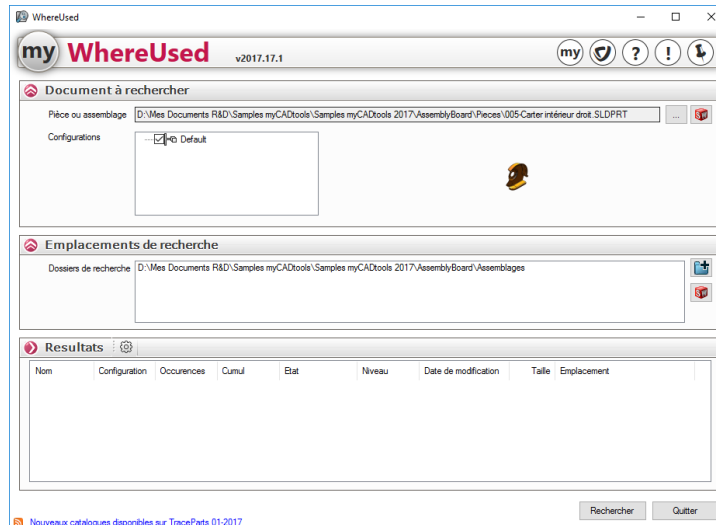 WhereUsed
my WhereUsed v2017.17.1 my ? !
Document à rechercher
Pièce ou assemblage D:\Mes Documents R&D\Samples myCADtools\Samples myCADtools 2017\AssemblyBoard\Pieces\005-Carter intérieur droit.SLDPRT ...
Configurations Default
Emplacements de recherche
Dossiers de recherche D:\Mes Documents R&D\Samples myCADtools\Samples myCADtools 2017\AssemblyBoard\Assemblages
Resultats
Nom Configuration Occurences Cumul Etat Niveau Date de modification Taille Emplacement
Rechercher Quitter
Nouveaux catalogues disponibles sur TraceParts 01-2017